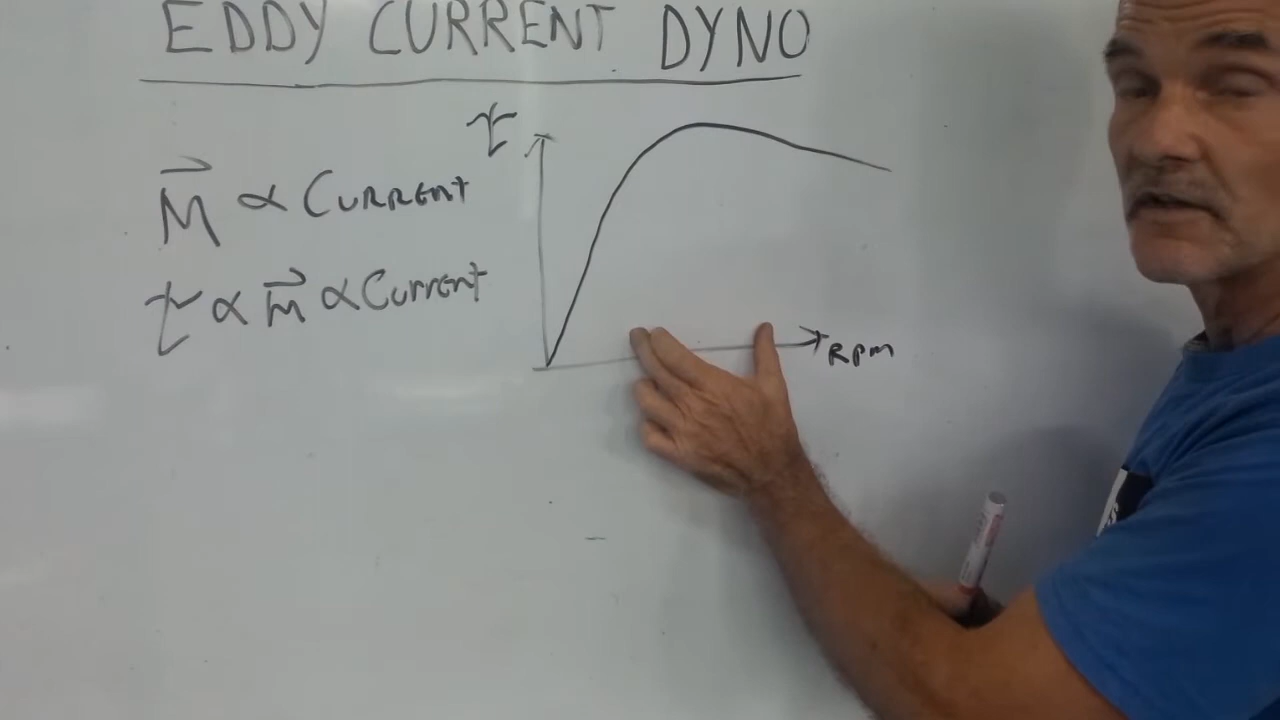 EDDY CURRENT DYNO
τ
M⃗ ∝ CURRENT
τ ∝ m⃗ ∝ Current
RPM